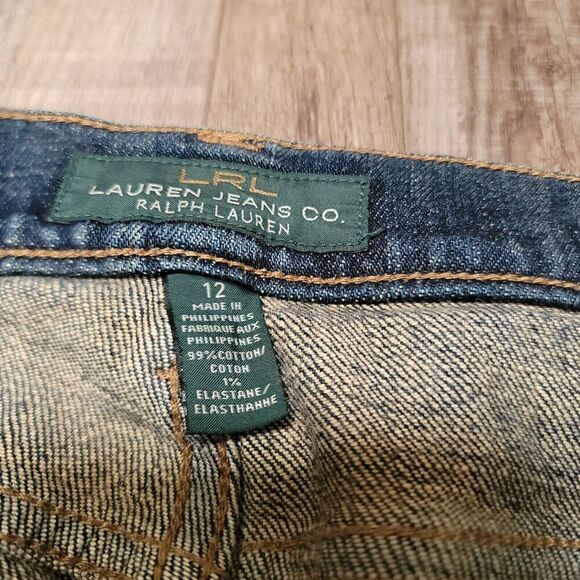 LRL
LAUREN JEANS CO.
RALPH LAUREN
12
MADE IN
PHILIPPINES
FABRIQUE AUX
PHILIPPINES
99% COTTON/
COTON
1%
ELASTANE/
ELASTHANNE